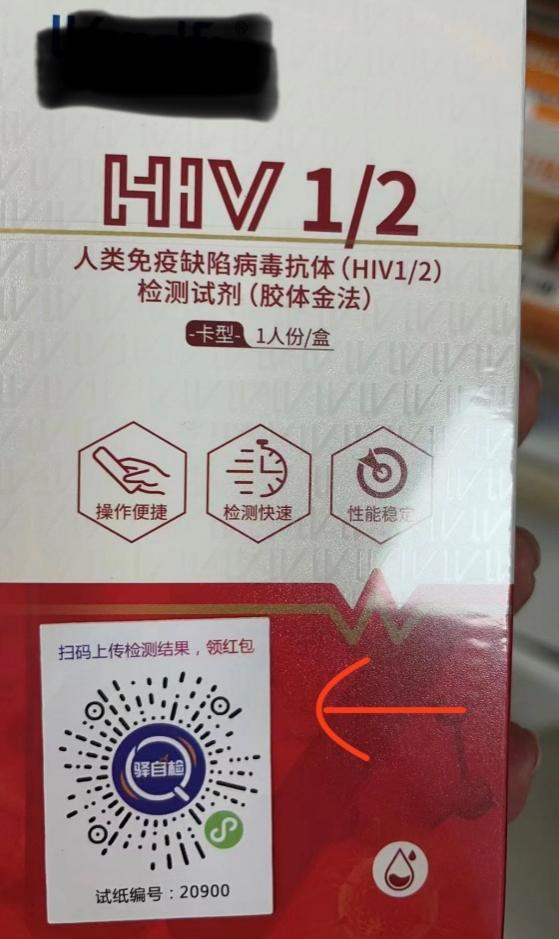 HIV 1/2
人类免疫缺陷病毒抗体（HIV1/2）
检测试剂（胶体金法）
-卡型- 1人份/盒
操作便捷
检测快速
性能稳定
扫码上传检测结果，领红包
驿自检
试纸编号：20900